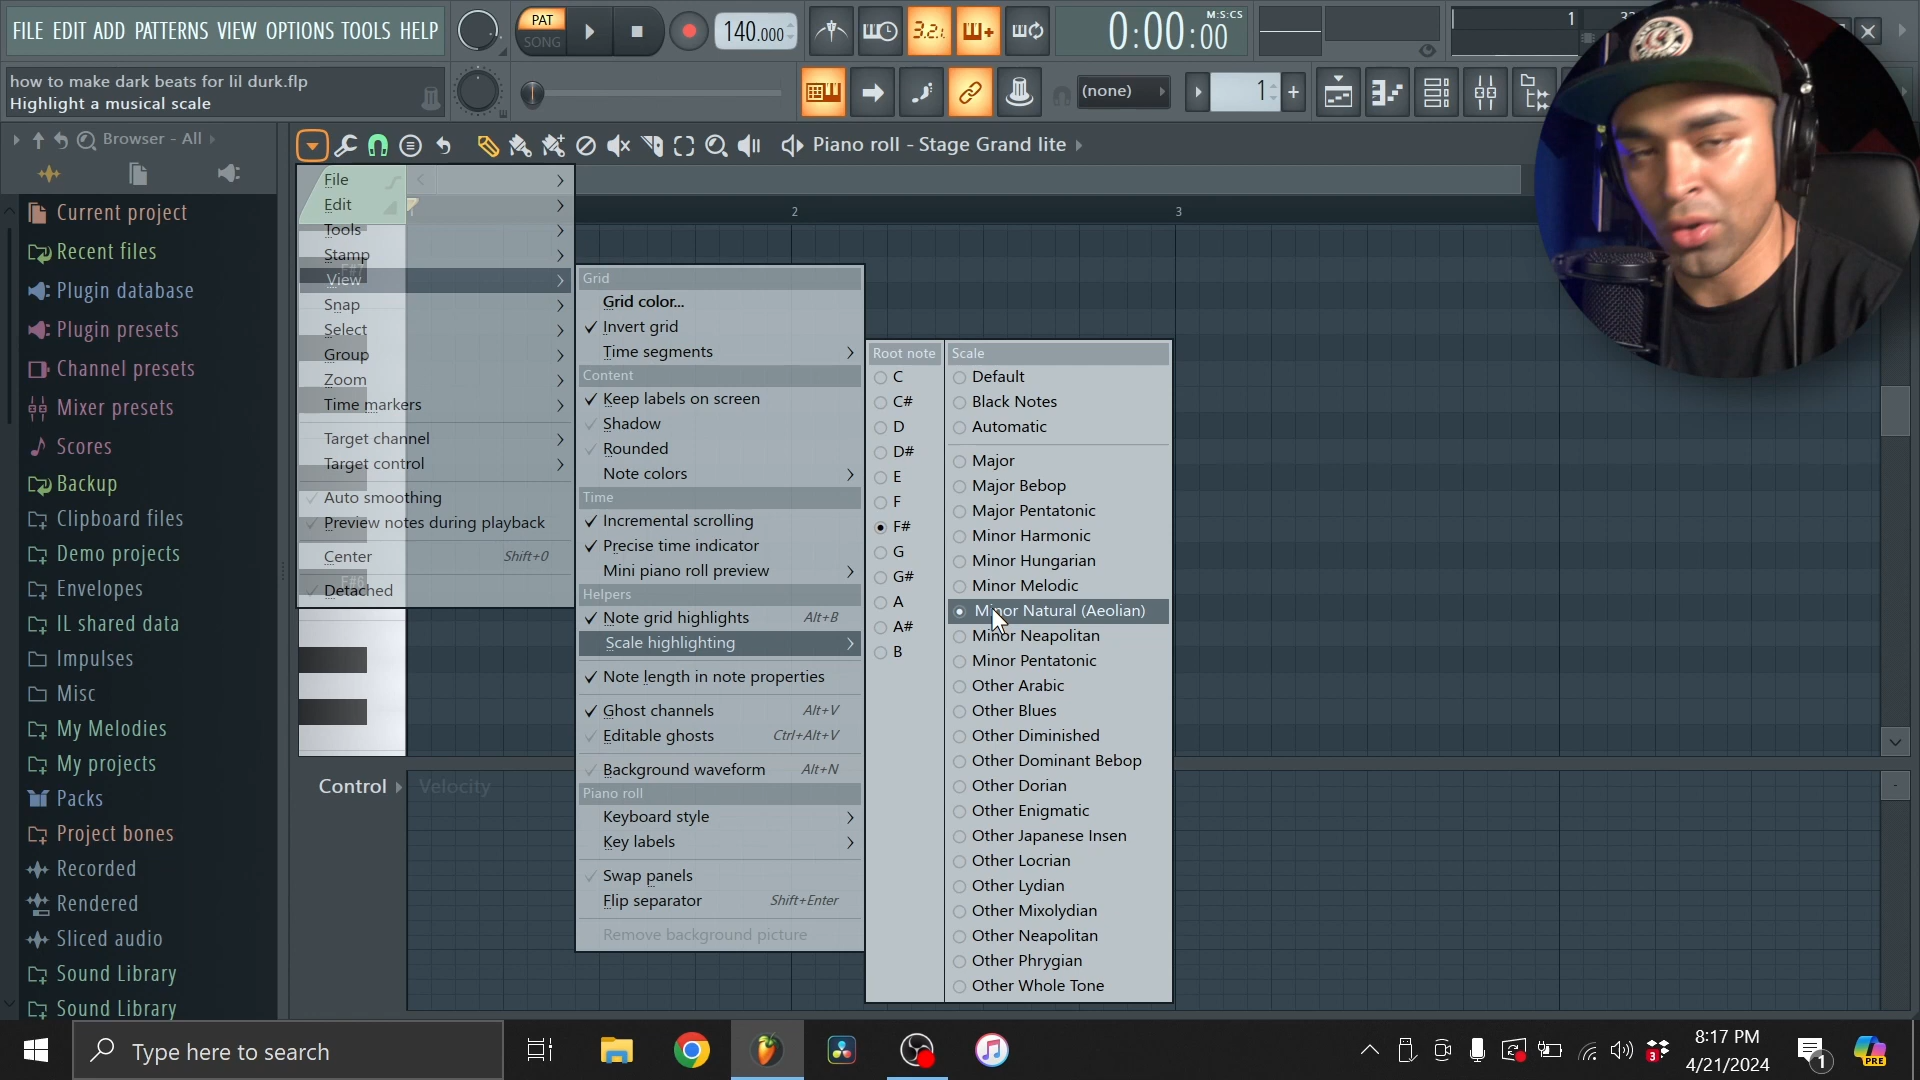 FILE EDIT ADD PATTERNS VIEW OPTIONS TOOLS HELP
PAT
SONG
140.000
3.2.
0:00:00
M:S:CS
1
how to make dark beats for lil durk.flp
Highlight a musical scale
(none)
1
+
Browser - All
Piano roll - Stage Grand lite
Current project
Recent files
Plugin database
Plugin presets
Channel presets
Mixer presets
Scores
Backup
Clipboard files
Demo projects
Envelopes
IL shared data
Impulses
Misc
My Melodies
My projects
Packs
Project bones
Recorded
Rendered
Sliced audio
Sound Library
Sound Library
2
3
File
Edit
Tools
Stamp
View
Snap
Select
Group
Zoom
Time markers
Target channel
Target control
Auto smoothing
Preview notes during playback
Center Shift+0
Detached
F#6
Grid
Grid color...
Invert grid
Time segments
Content
Keep labels on screen
Shadow
Rounded
Note colors
Time
Incremental scrolling
Precise time indicator
Mini piano roll preview
Helpers
Note grid highlights Alt+B
Scale highlighting
Note length in note properties
Ghost channels Alt+V
Editable ghosts Ctrl+Alt+V
Background waveform Alt+N
Piano roll
Keyboard style
Key labels
Swap panels
Flip separator Shift+Enter
Remove background picture
Root note
C
C#
D
D#
E
F
F#
G
G#
A
A#
B
Scale
Default
Black Notes
Automatic
Major
Major Bebop
Major Pentatonic
Minor Harmonic
Minor Hungarian
Minor Melodic
Minor Natural (Aeolian)
Minor Neapolitan
Minor Pentatonic
Other Arabic
Other Blues
Other Diminished
Other Dominant Bebop
Other Dorian
Other Enigmatic
Other Japanese Insen
Other Locrian
Other Lydian
Other Mixolydian
Other Neapolitan
Other Phrygian
Other Whole Tone
Control
Velocity
Type here to search
3
8:17 PM
4/21/2024
1
PRE